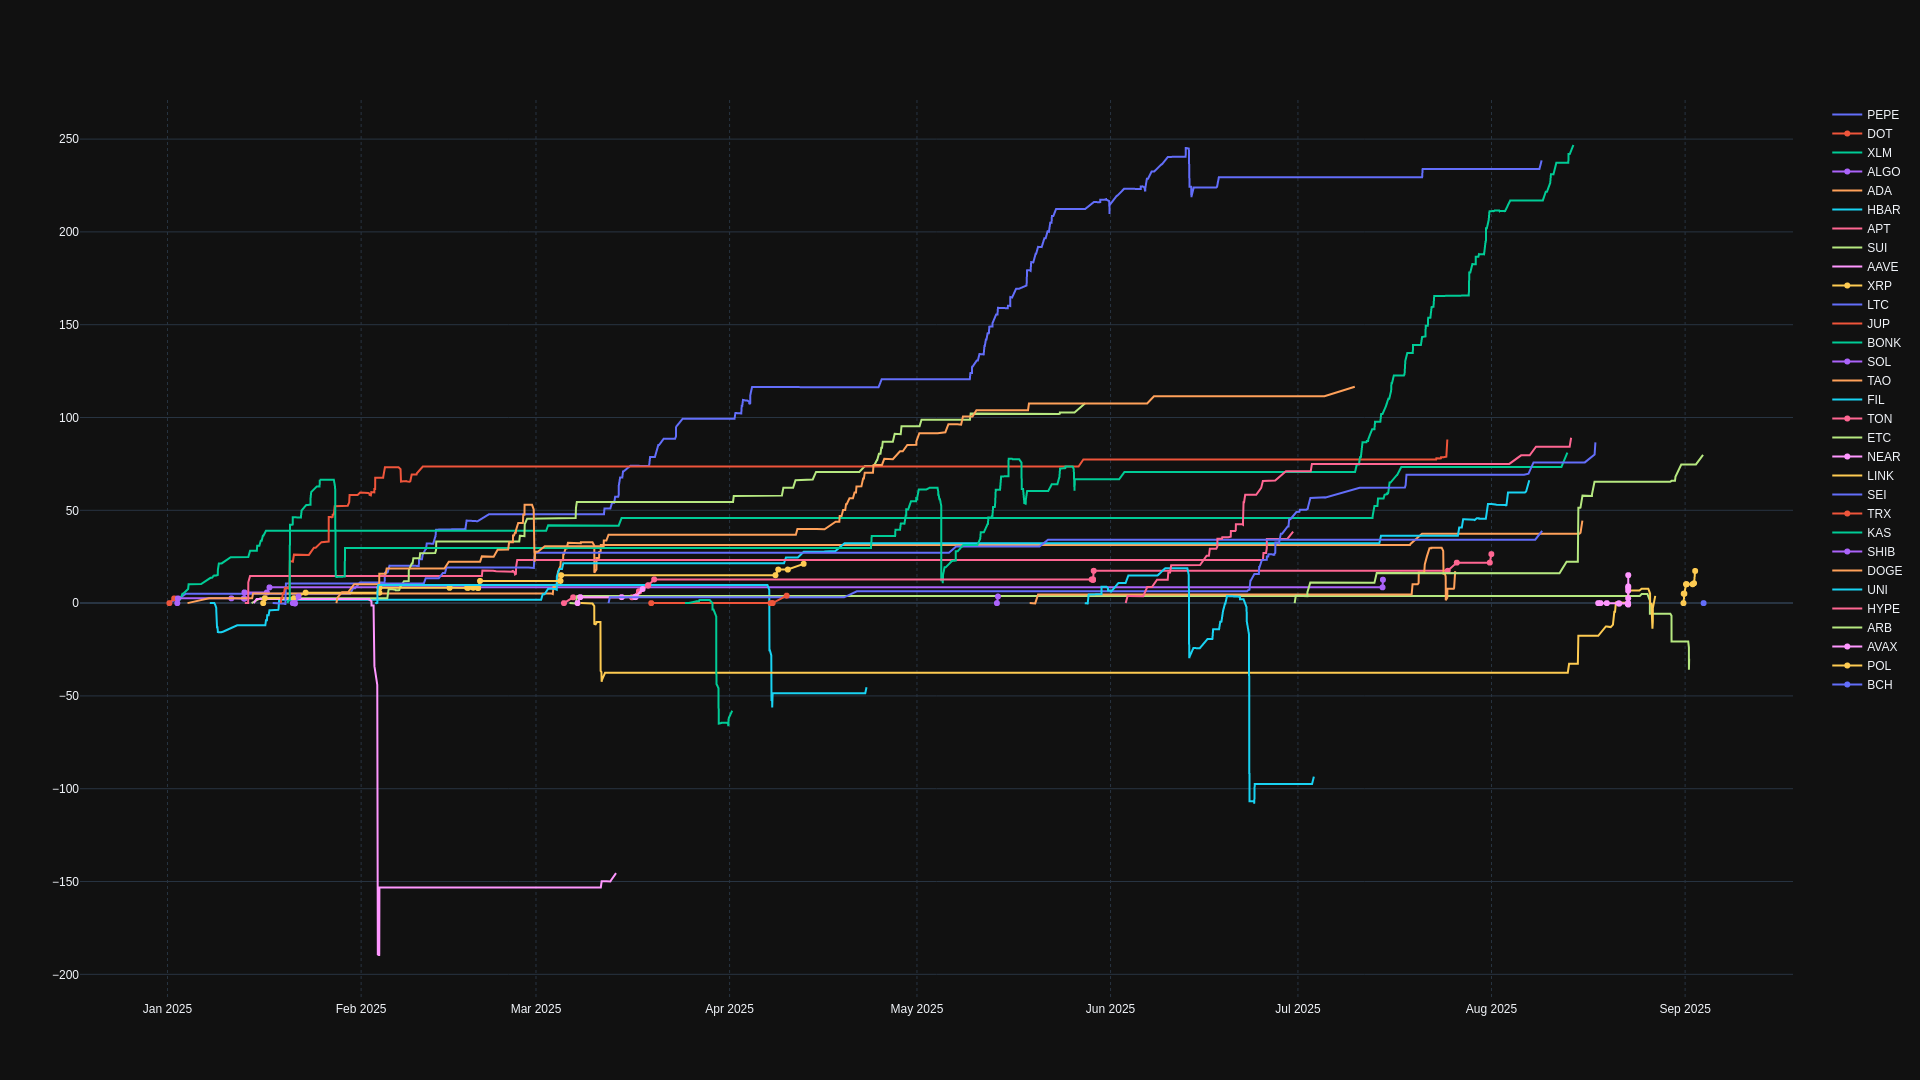 250
200
150
100
50
0
−50
−100
−150
−200
Jan 2025
Feb 2025
Mar 2025
Apr 2025
May 2025
Jun 2025
Jul 2025
Aug 2025
Sep 2025
PEPE
DOT
XLM
ALGO
ADA
HBAR
APT
SUI
AAVE
XRP
LTC
JUP
BONK
SOL
TAO
FIL
TON
ETC
NEAR
LINK
SEI
TRX
KAS
SHIB
DOGE
UNI
HYPE
ARB
AVAX
POL
BCH